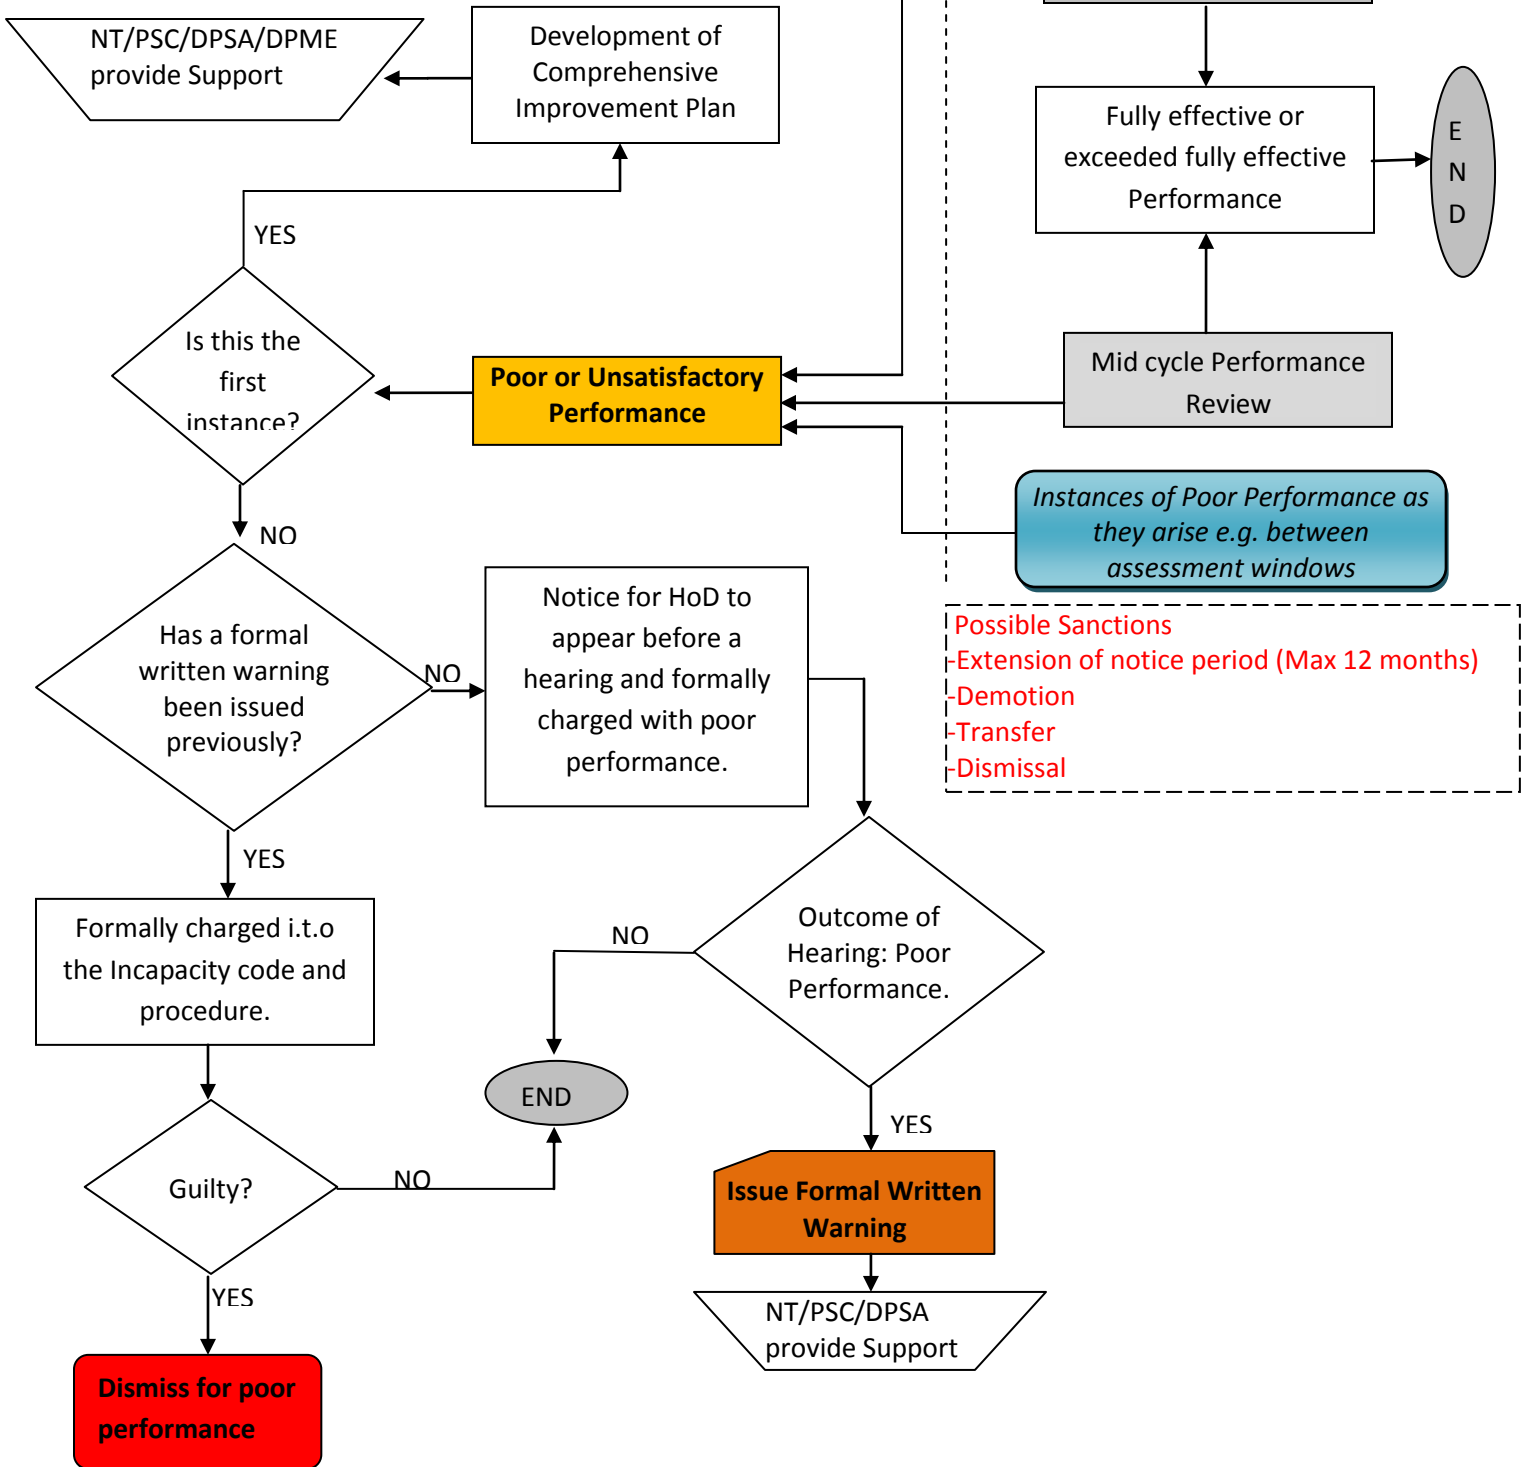 NT/PSC/DPSA/DPME
provide Support
Development of
Comprehensive
Improvement Plan
Fully effective or
exceeded fully effective
Performance
E
N
D
YES
Is this the
first
instance?
Poor or Unsatisfactory
Performance
Mid cycle Performance
Review
Instances of Poor Performance as
they arise e.g. between
assessment windows
NO
Has a formal
written warning
been issued
previously?
NO
Notice for HoD to
appear before a
hearing and formally
charged with poor
performance.
Possible Sanctions
-Extension of notice period (Max 12 months)
-Demotion
-Transfer
-Dismissal
YES
Formally charged i.t.o
the Incapacity code and
procedure.
NO
Outcome of
Hearing: Poor
Performance.
END
YES
Guilty?
NO
Issue Formal Written
Warning
YES
NT/PSC/DPSA
provide Support
Dismiss for poor
performance